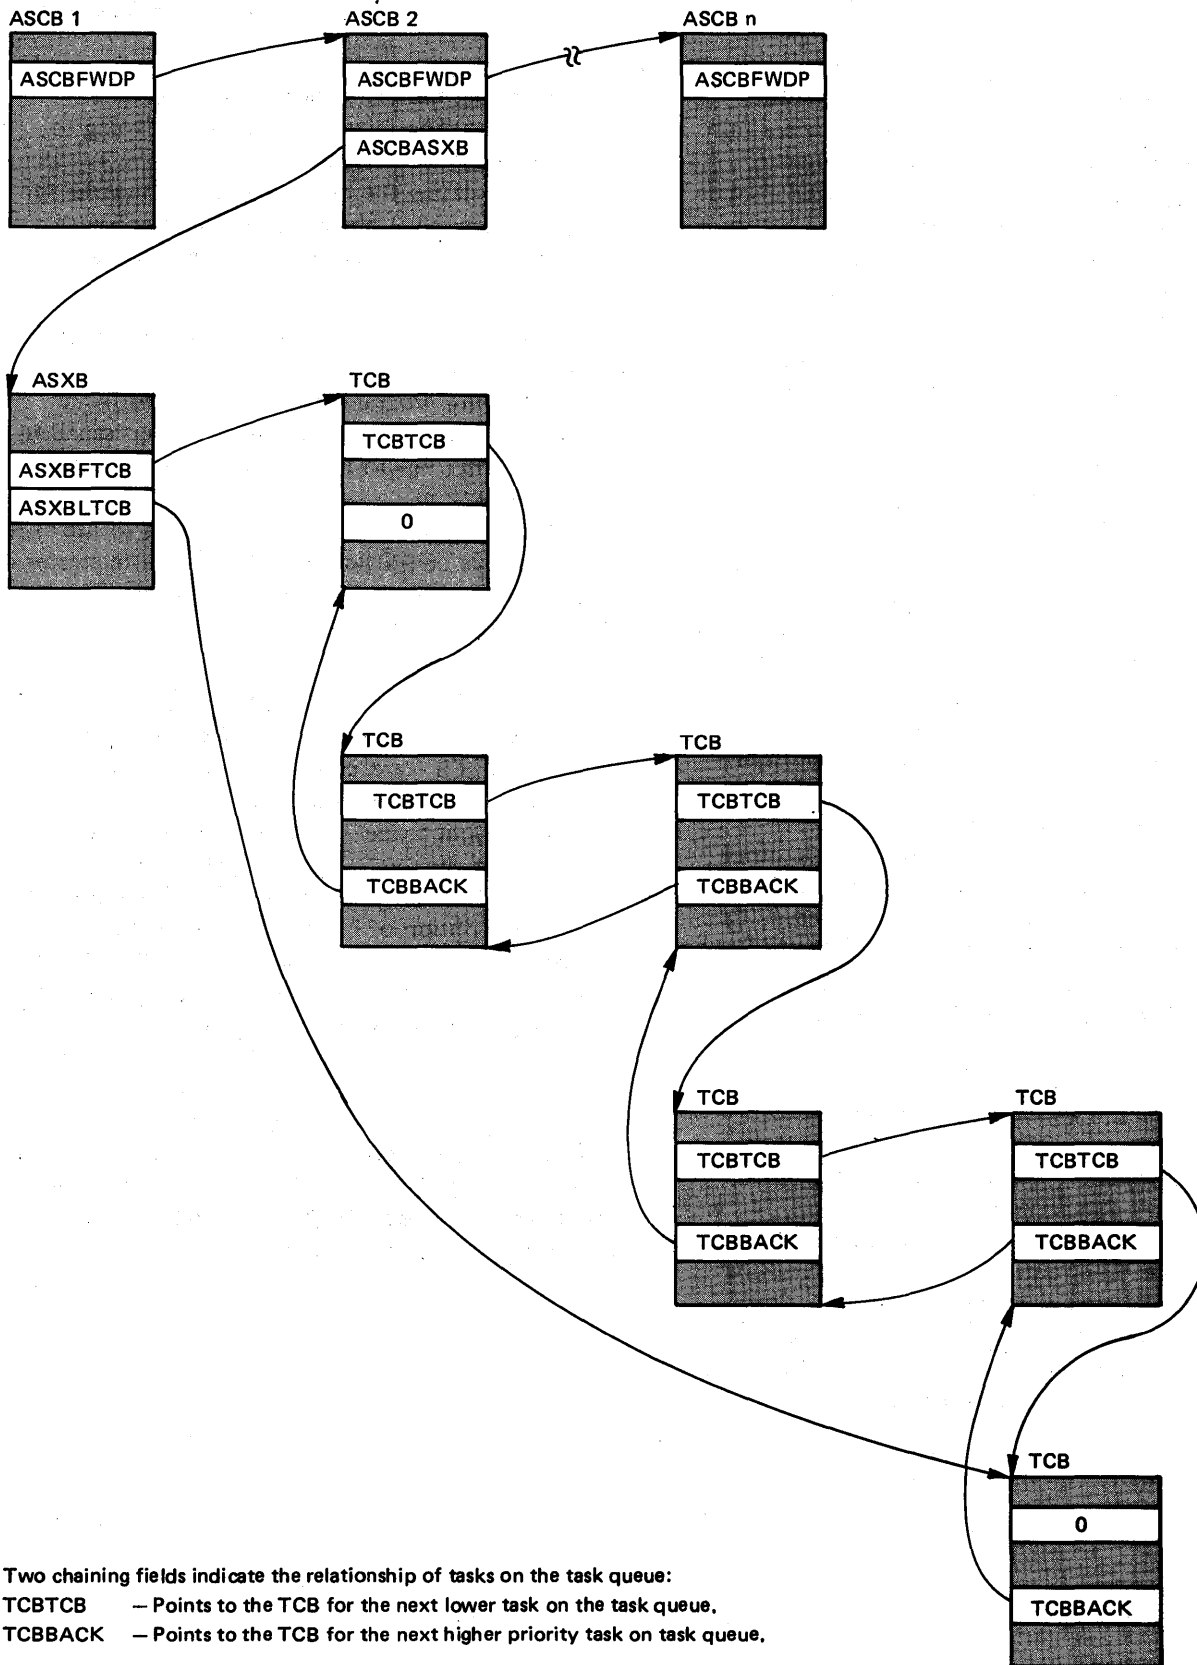 ASCB 1
ASCB 2
ASCB n
ASCBFWDP
ASCBFWDP
ASCBFWDP
ASCBASXB
ASXB
TCB
TCBTCB
ASXBFTCB
ASXBLTCB
0
TCB
TCB
TCBTCB
TCBTCB
TCBBACK
TCBBACK
TCB
TCB
TCBTCB
TCBTCB
TCBBACK
TCBBACK
TCB
0
TCBBACK
Two chaining fields indicate the relationship of tasks on the task queue:
TCBTCB — Points to the TCB for the next lower task on the task queue.
TCBBACK — Points to the TCB for the next higher priority task on task queue.